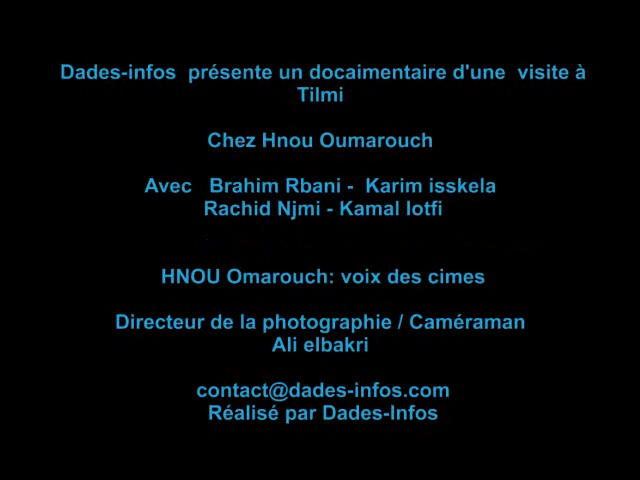 Dades-infos présente un docaimentaire d'une visite à
Tilmi
Chez Hnou Oumarouch
Avec Brahim Rbani - Karim isskela
Rachid Njmi - Kamal lotfi
HNOU Omarouch: voix des cimes
Directeur de la photographie / Caméraman
Ali elbakri
contact@dades-infos.com
Réalisé par Dades-Infos